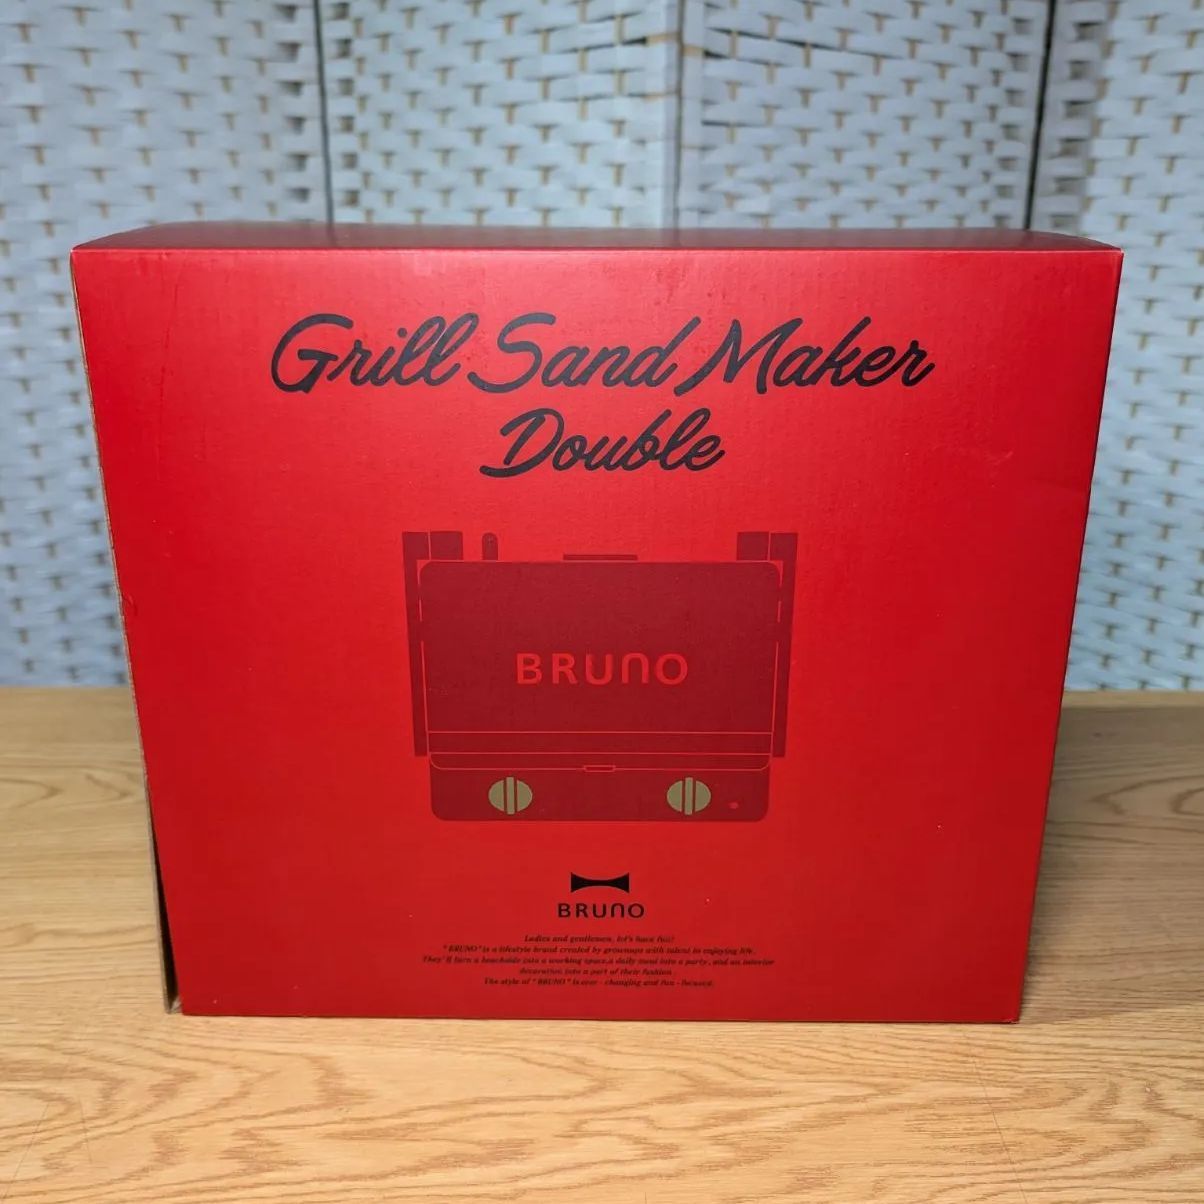 Grill Sand Maker
Double
BRUNO
BRUNO
Ladies and gentlemen, let's have fun!
"BRUNO" is a lifestyle brand created by grownups with talent in enjoying life.
They'll turn a beachside into a working space, a daily meal into a party, and an interior
decoration into a part of their fashion.
The style of "BRUNO" is ever - changing and fun - focused.